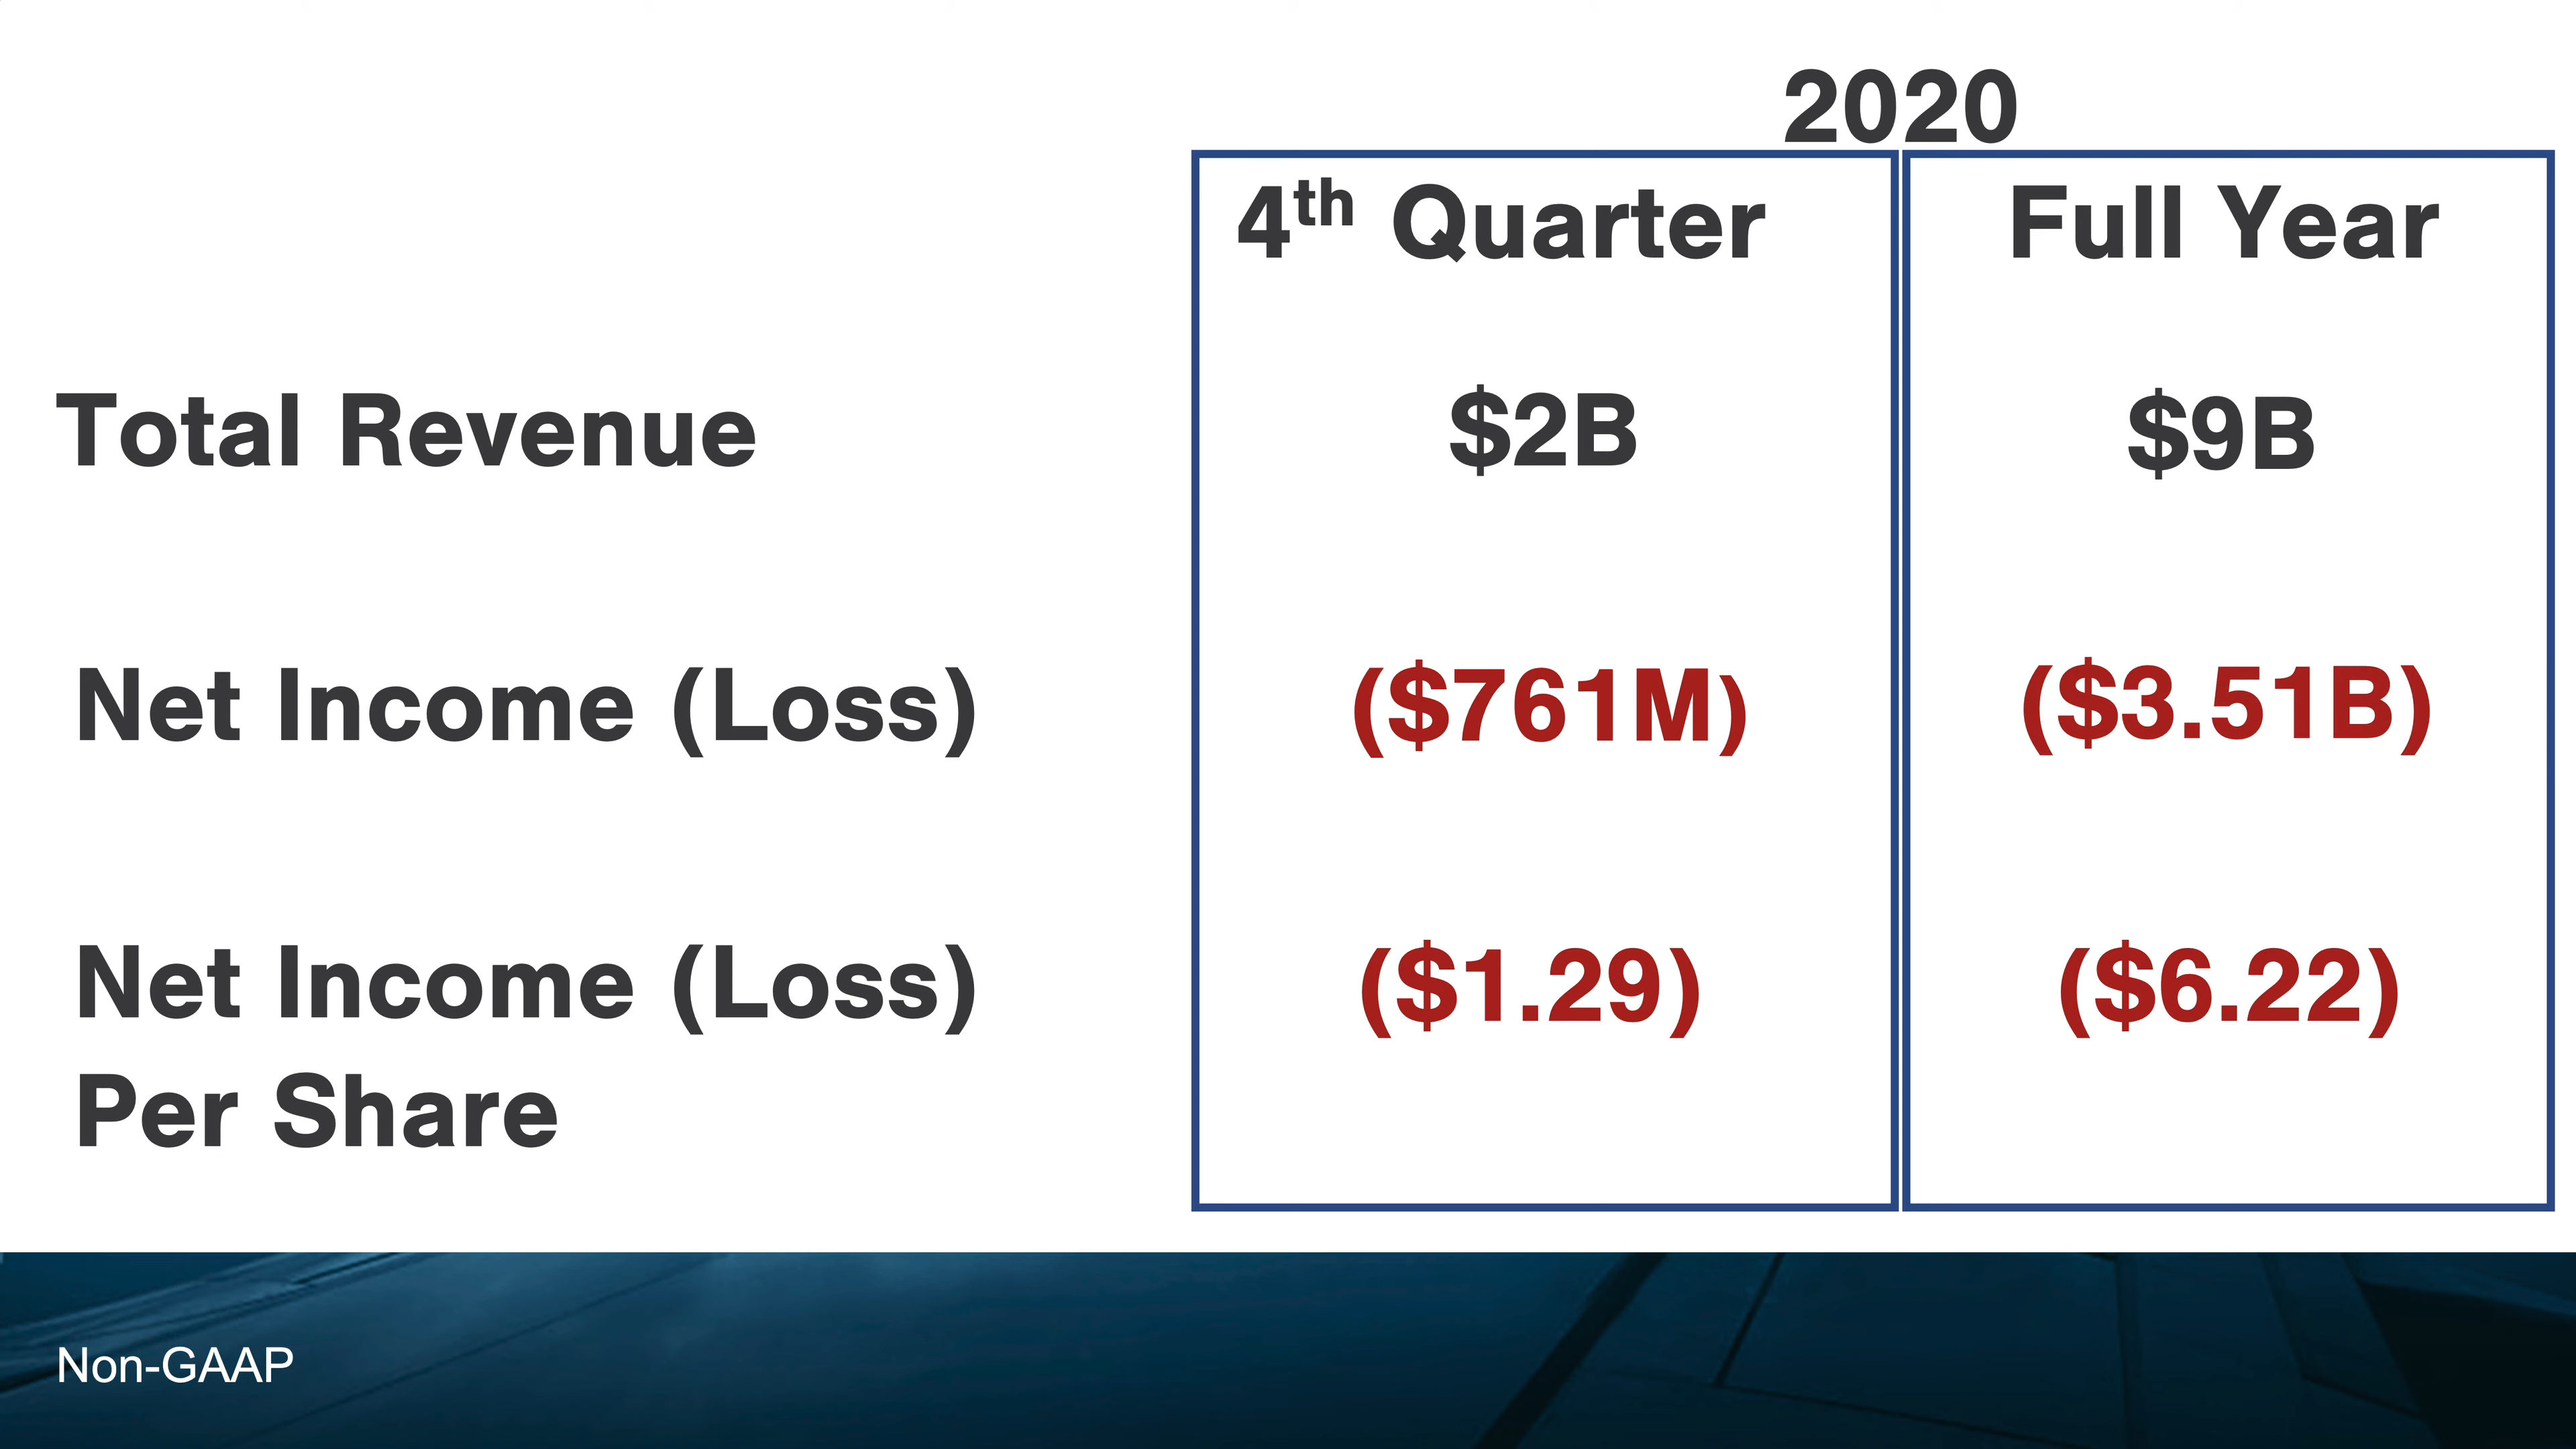 2020
4th Quarter Full Year
Total Revenue $2B $9B
Net Income (Loss) ($761M) ($3.51B)
Net Income (Loss) ($1.29) ($6.22)
Per Share
Non-GAAP